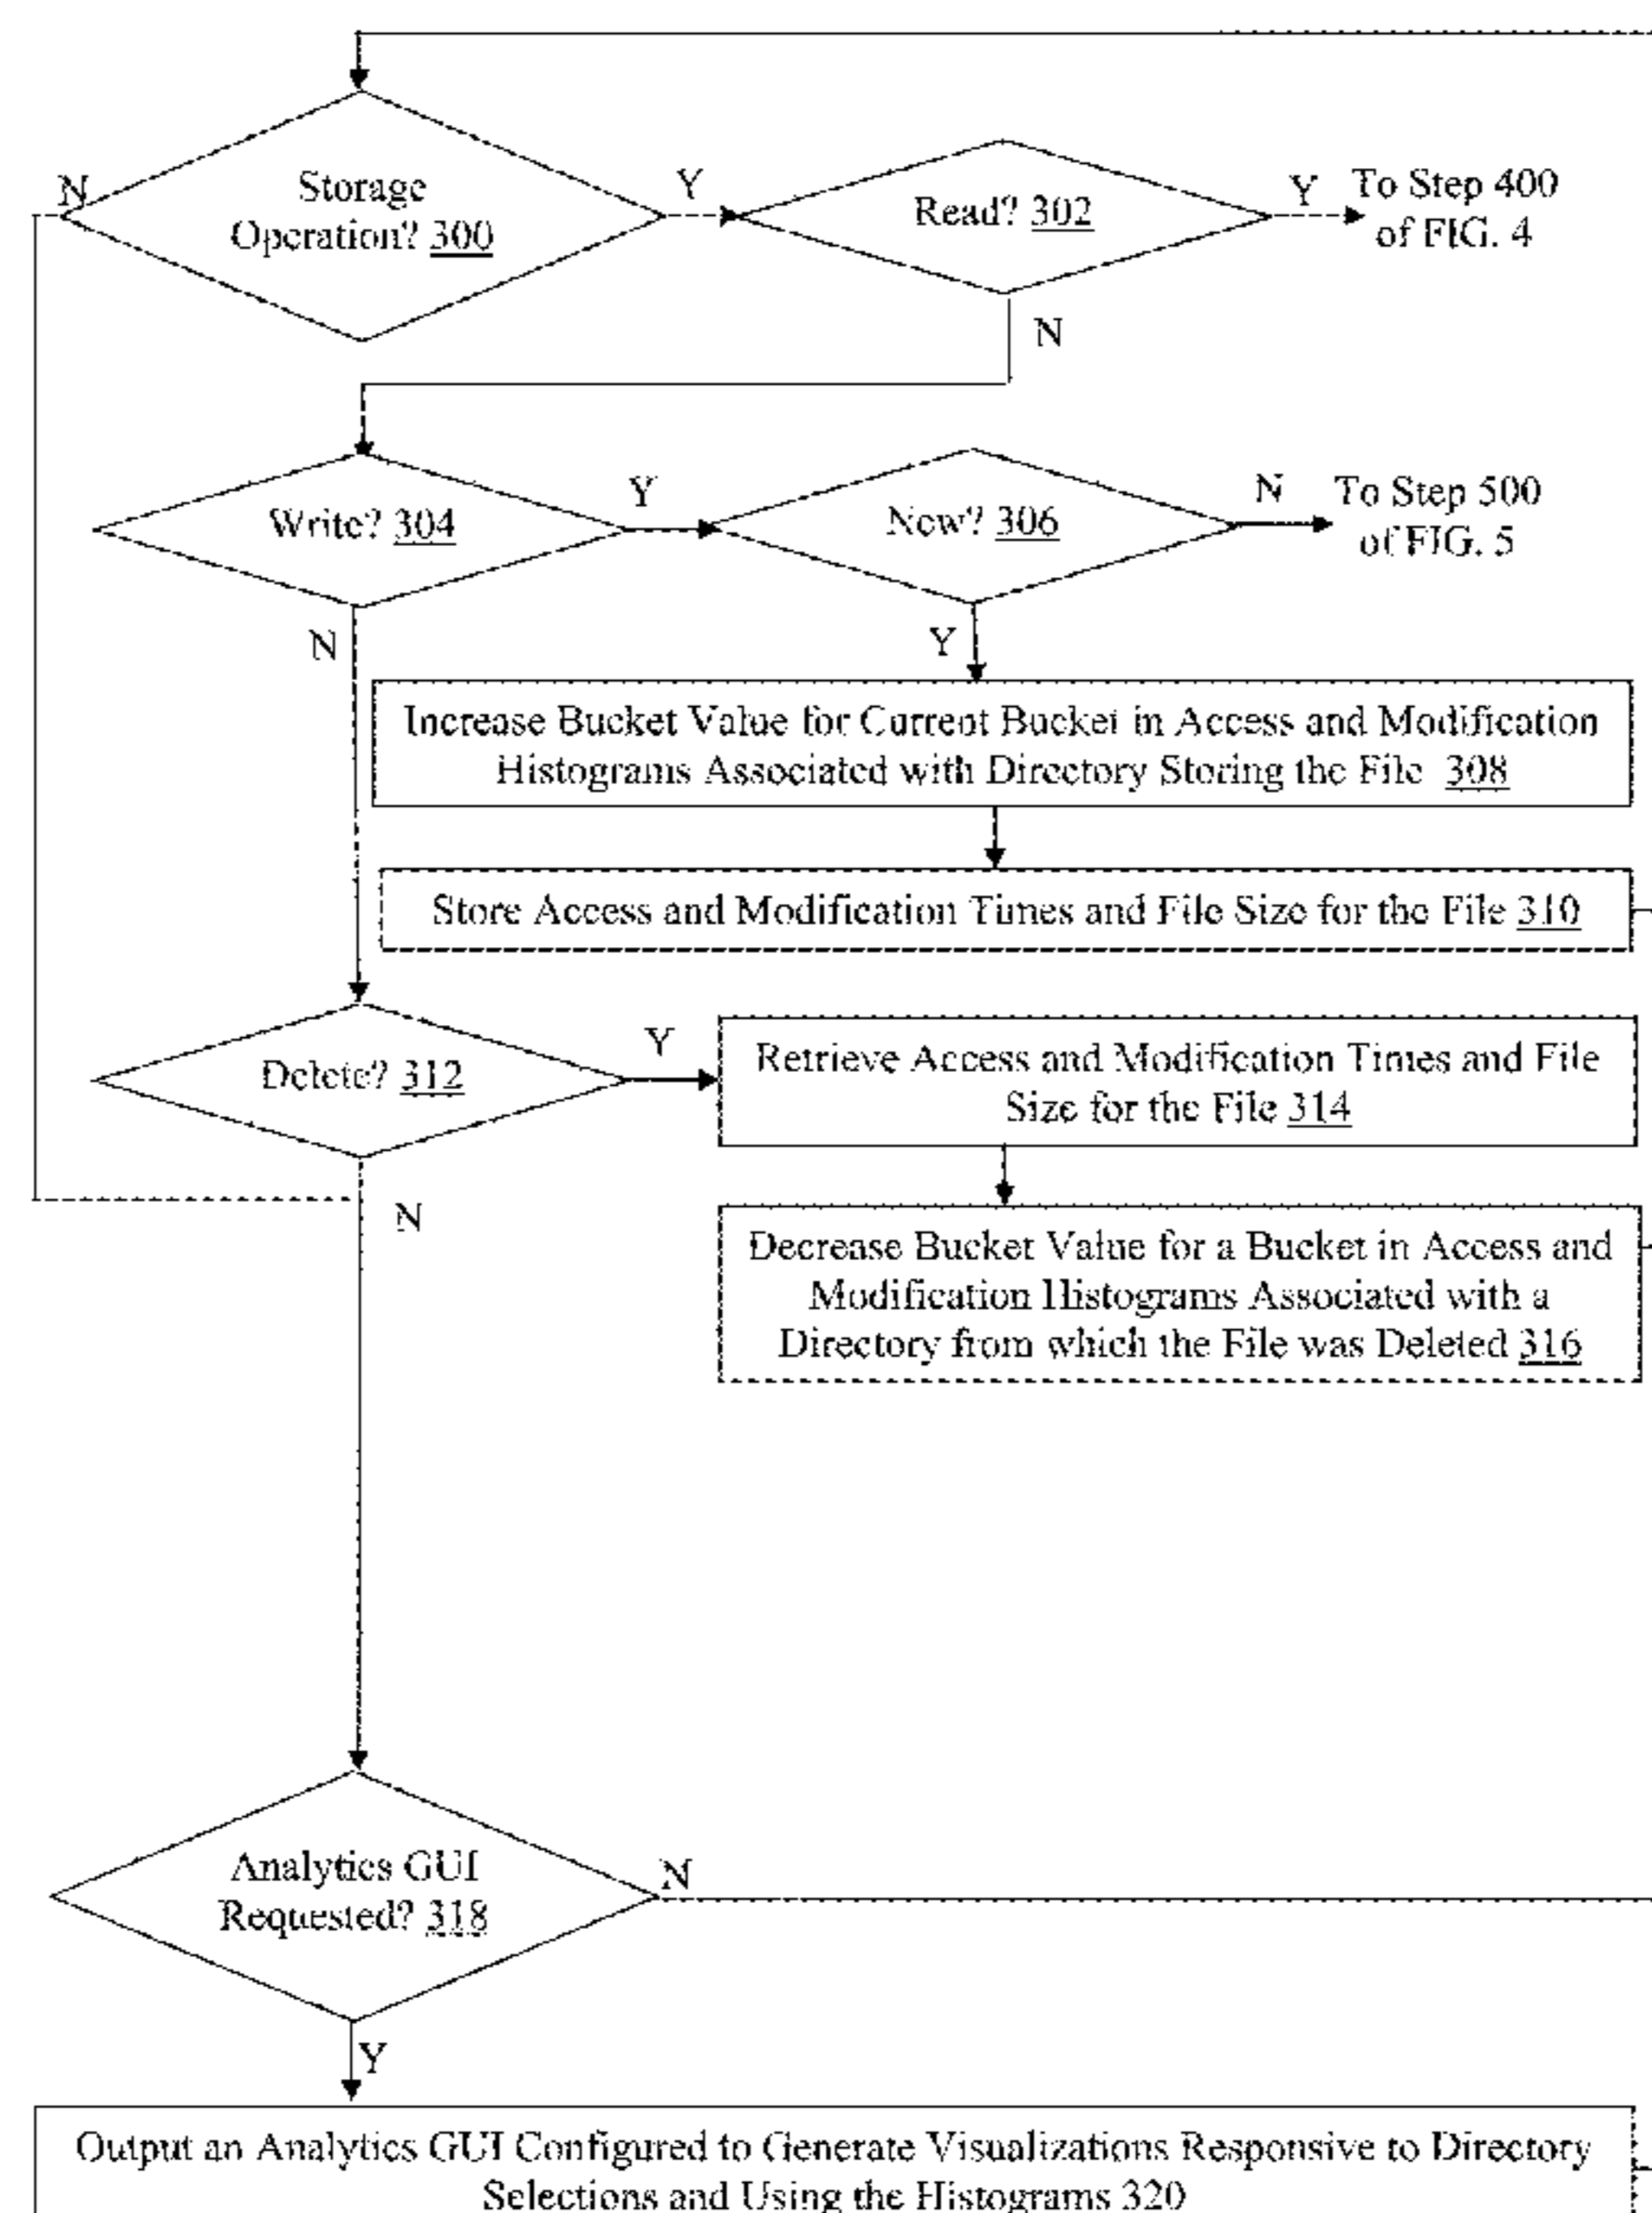 N
Storage
Operation? 300
Y
Read? 302
Y
To Step 400
of FIG. 4
N
Write? 304
Y
New? 306
N
To Step 500
of FIG. 5
N
Y
Increase Bucket Value for Current Bucket in Access and Modification
Histograms Associated with Directory Storing the File 308
Store Access and Modification Times and File Size for the File 310
Delete? 312
Y
Retrieve Access and Modification Times and File
Size for the File 314
N
Decrease Bucket Value for a Bucket in Access and
Modification Histograms Associated with a
Directory from which the File was Deleted 316
Analytics GUI
Requested? 318
N
Y
Output an Analytics GUI Configured to Generate Visualizations Responsive to Directory
Selections and Using the Histograms 320